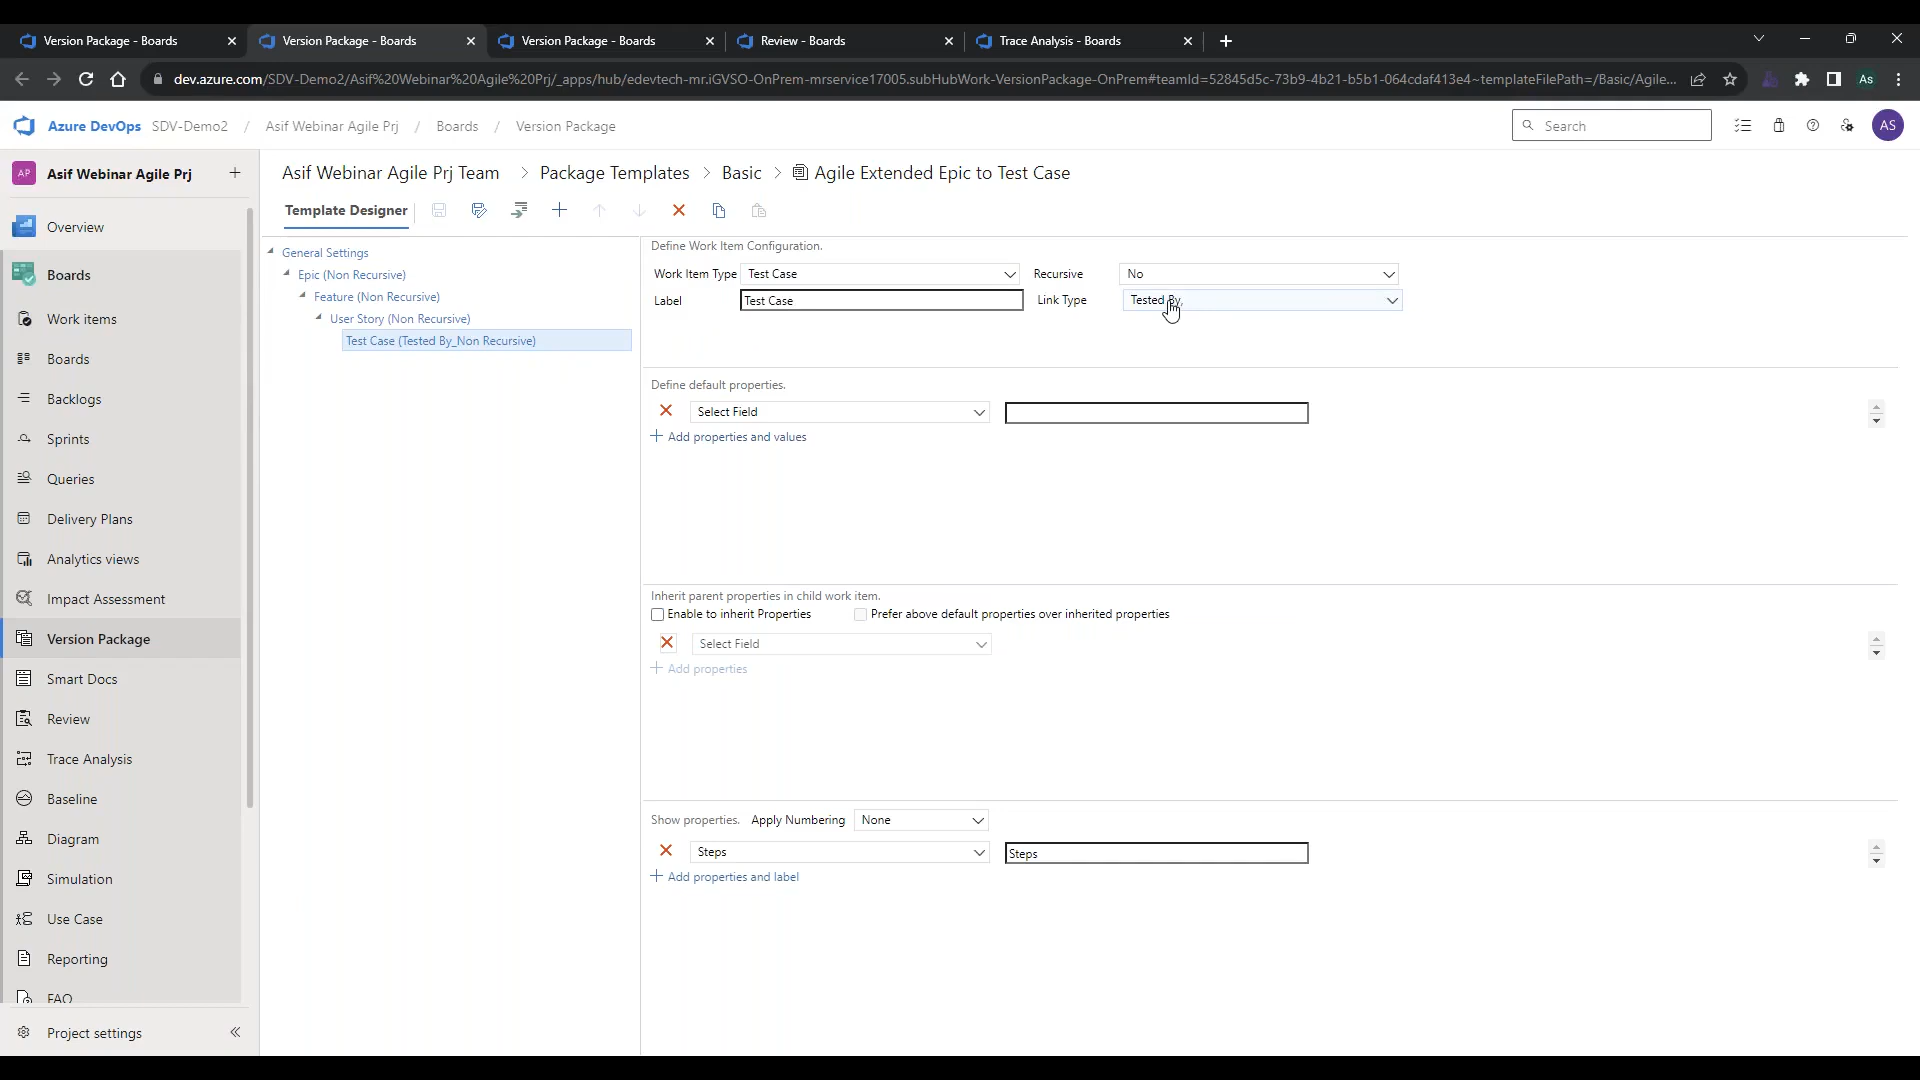 Version Package - Boards
Version Package - Boards
Version Package - Boards
Review - Boards
Trace Analysis - Boards
dev.azure.com/SDV-Demo2/Asif%20Webinar%20Agile%20Prj/_apps/hub/edevtech-mr.iGVSO-OnPrem-mrservice17005.subHubWork-VersionPackage-OnPrem#teamId=52845d5c-73b9-4b21-b5b1-064cdaf413e4~templateFilePath=/Basic/Agile...
As
Azure DevOps SDV-Demo2 / Asif Webinar Agile Prj / Boards / Version Package
Search
AS
AP Asif Webinar Agile Prj
Asif Webinar Agile Prj Team > Package Templates > Basic > Agile Extended Epic to Test Case
Template Designer
Overview
Boards
Work items
Boards
Backlogs
Sprints
Queries
Delivery Plans
Analytics views
Impact Assessment
Version Package
Smart Docs
Review
Trace Analysis
Baseline
Diagram
Simulation
Use Case
Reporting
FAQ
Project settings
General Settings
Epic (Non Recursive)
Feature (Non Recursive)
User Story (Non Recursive)
Test Case (Tested By_Non Recursive)
Define Work Item Configuration.
Work Item Type Test Case Recursive No
Label Test Case Link Type Tested By,
Define default properties.
Select Field
Add properties and values
Inherit parent properties in child work item.
Enable to inherit Properties Prefer above default properties over inherited properties
Select Field
Add properties
Show properties. Apply Numbering None
Steps Steps
Add properties and label